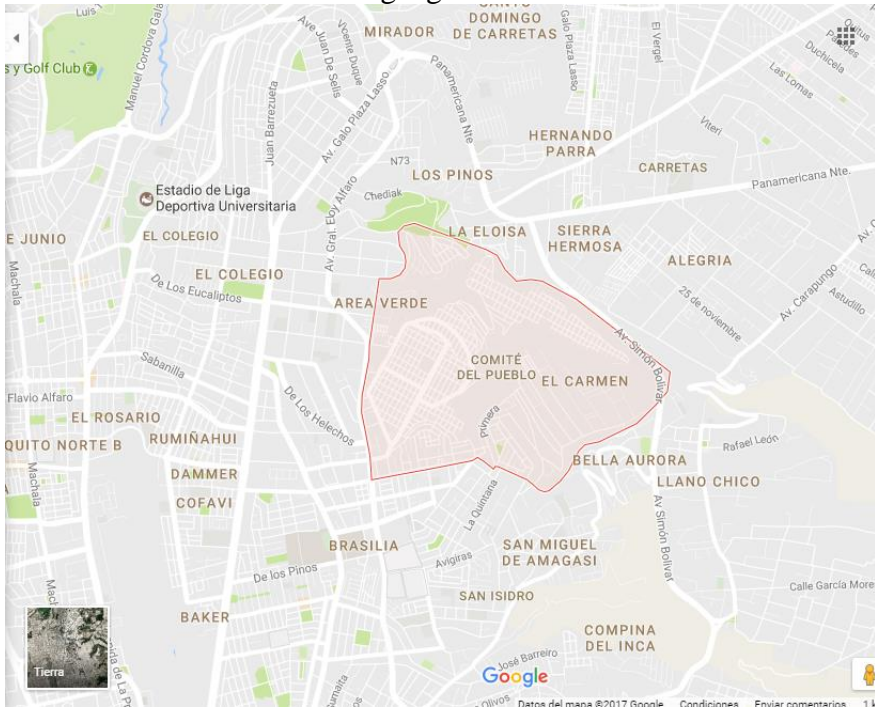 SANTO
DOMINGO
DE CARRETAS
MIRADOR
Manuel Cordova Gala
Ave Juan De Selis
Vicente Duque
Galo Plaza Lasso
El Vergel
Duchicela
Las Lomas
s y Golf Club
Juan Barrezueta
Av. Galo Plaza Lasso
Panamericana Nte
Viteri
HERNANDO
PARRA
N73
LOS PINOS
CARRETAS
Panamericana Nte.
Chediak
Estadio de Liga
Deportiva Universitaria
Av. Gral. Eloy Alfaro
E JUNIO
EL COLEGIO
LA ELOISA
SIERRA
HERMOSA
ALEGRIA
Machala
EL COLEGIO
De Los Eucaliptos
AREA VERDE
25 de noviembre
Av. Carapungo
Astudillo
Sabanilla
COMITÉ
DEL PUEBLO
EL CARMEN
Av. Simón Bolívar
Flavio Alfaro
De Los Helechos
EL ROSARIO
QUITO NORTE B
RUMIÑAHUI
Rafael León
BELLA AURORA
DAMMER
LLANO CHICO
COFAVI
La Quintana
Machala
Av Simón Bolívar
BRASILIA
SAN MIGUEL
DE AMAGASI
Avigiras
De los Pinos
Calle García More
SAN ISIDRO
BAKER
COMPINA
DEL INCA
Tierra
José Barreiro
Google
Olivos
Datos del mapa ©2017 Google
Condiciones
Enviar comentarios